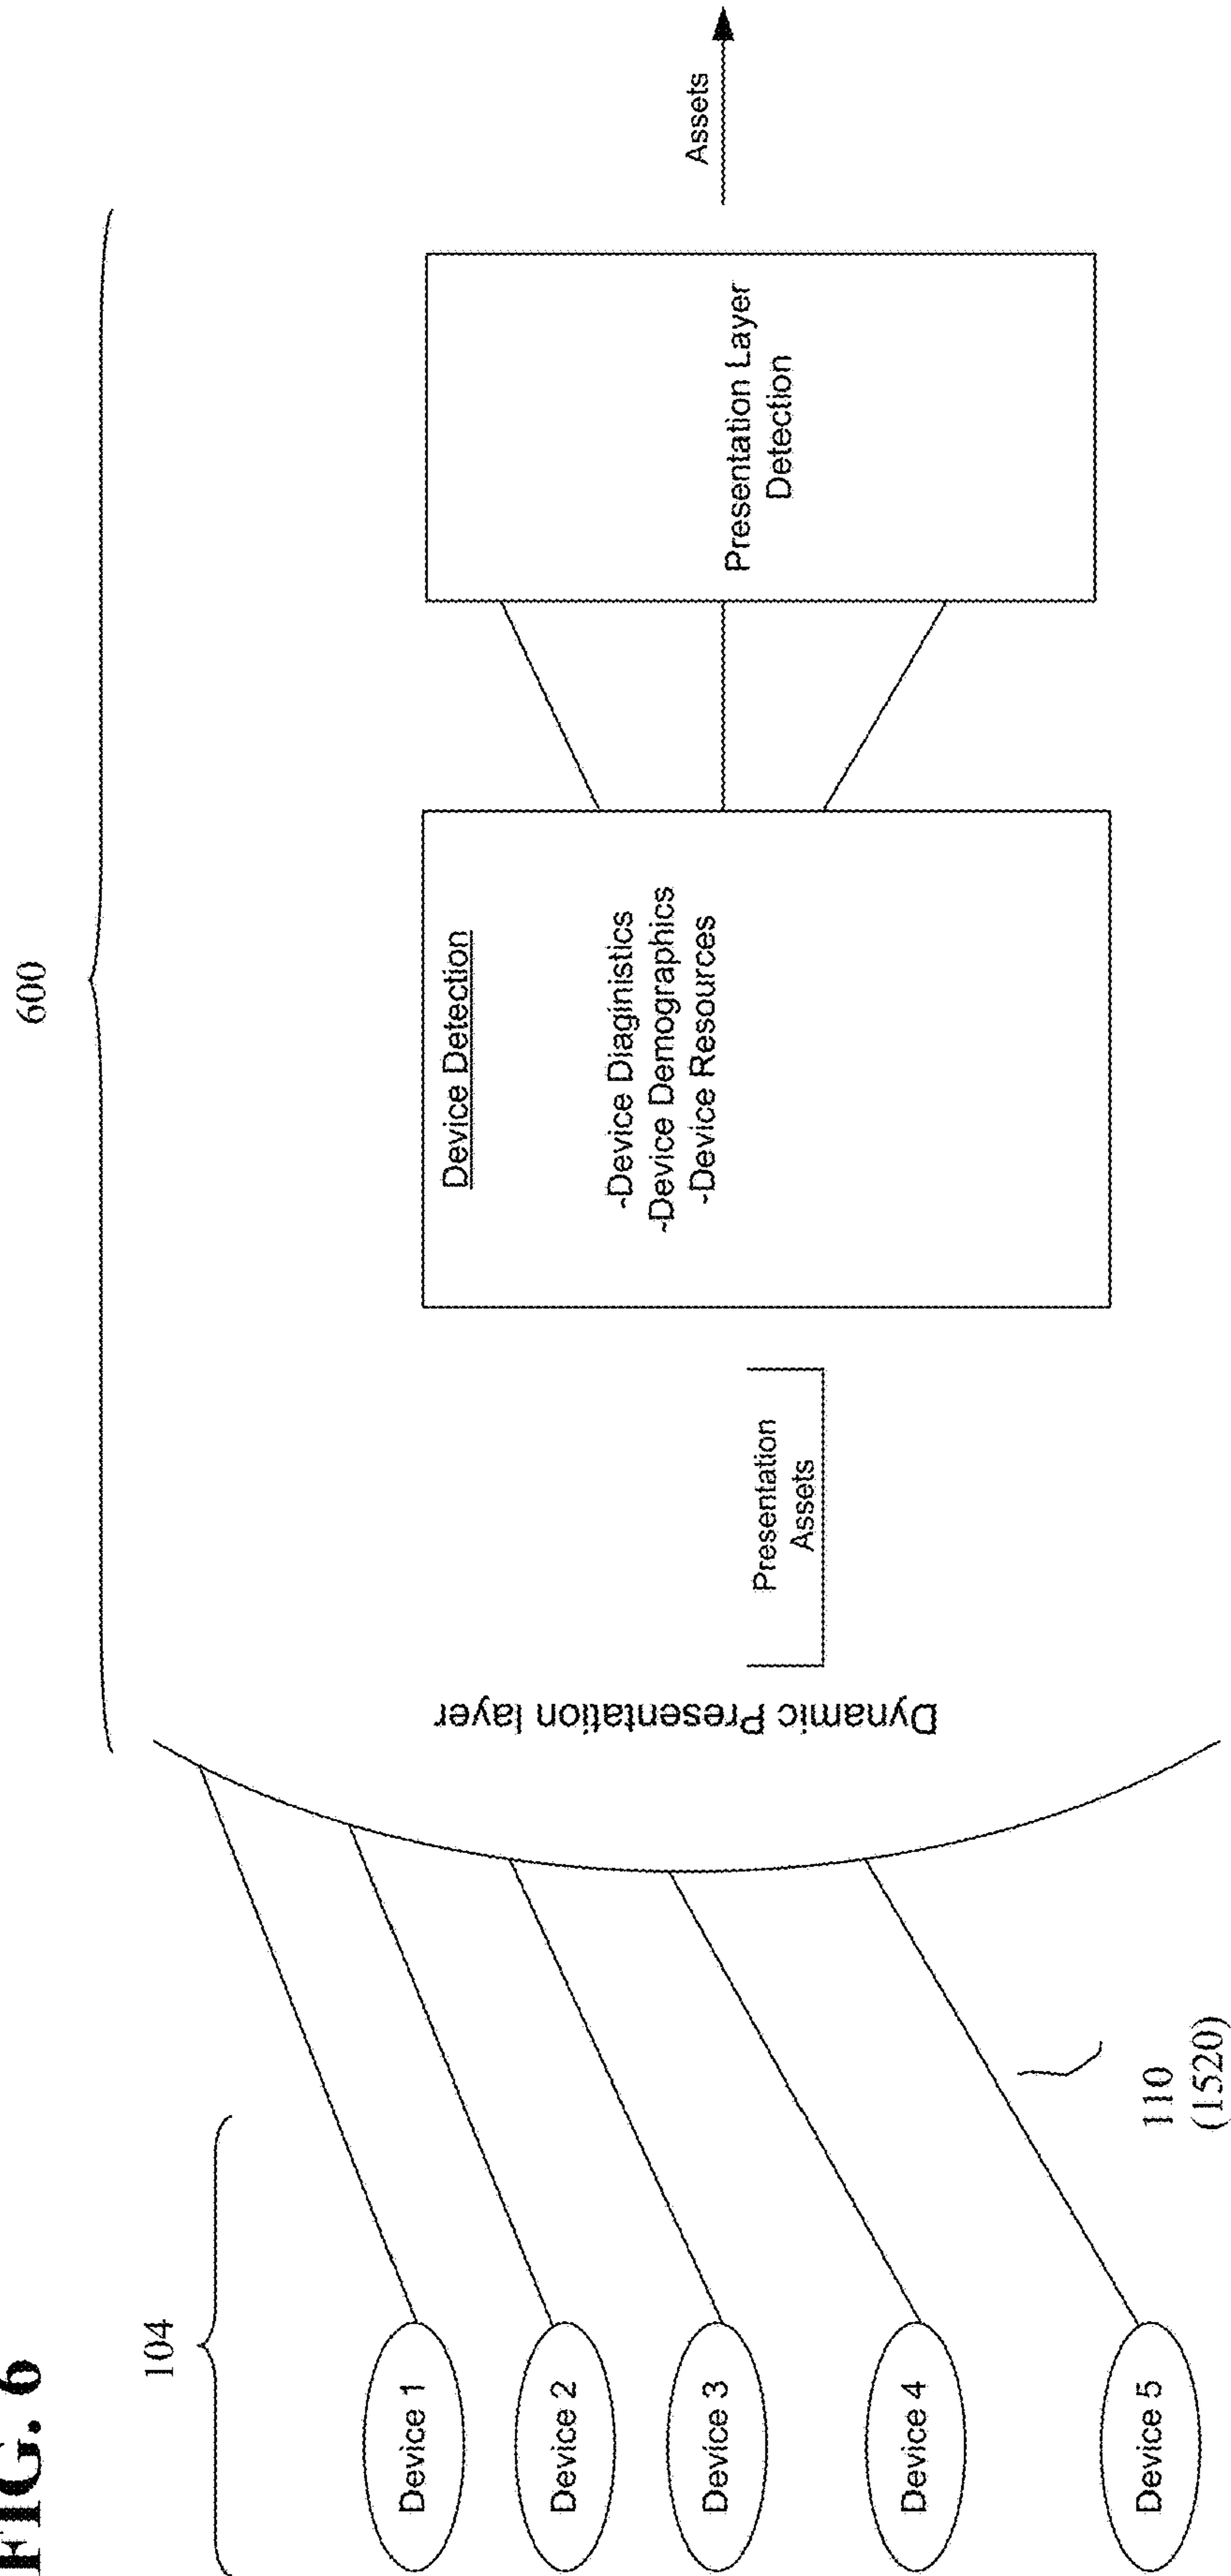 FIG. 6
600
104
Device 1
Device 2
Device 3
Device 4
Device 5
110
(1520)
Dynamic Presentation layer
Presentation
Assets
Device Detection
-Device Diaginistics
-Device Demographics
-Device Resources
Presentation Layer
Detection
Assets